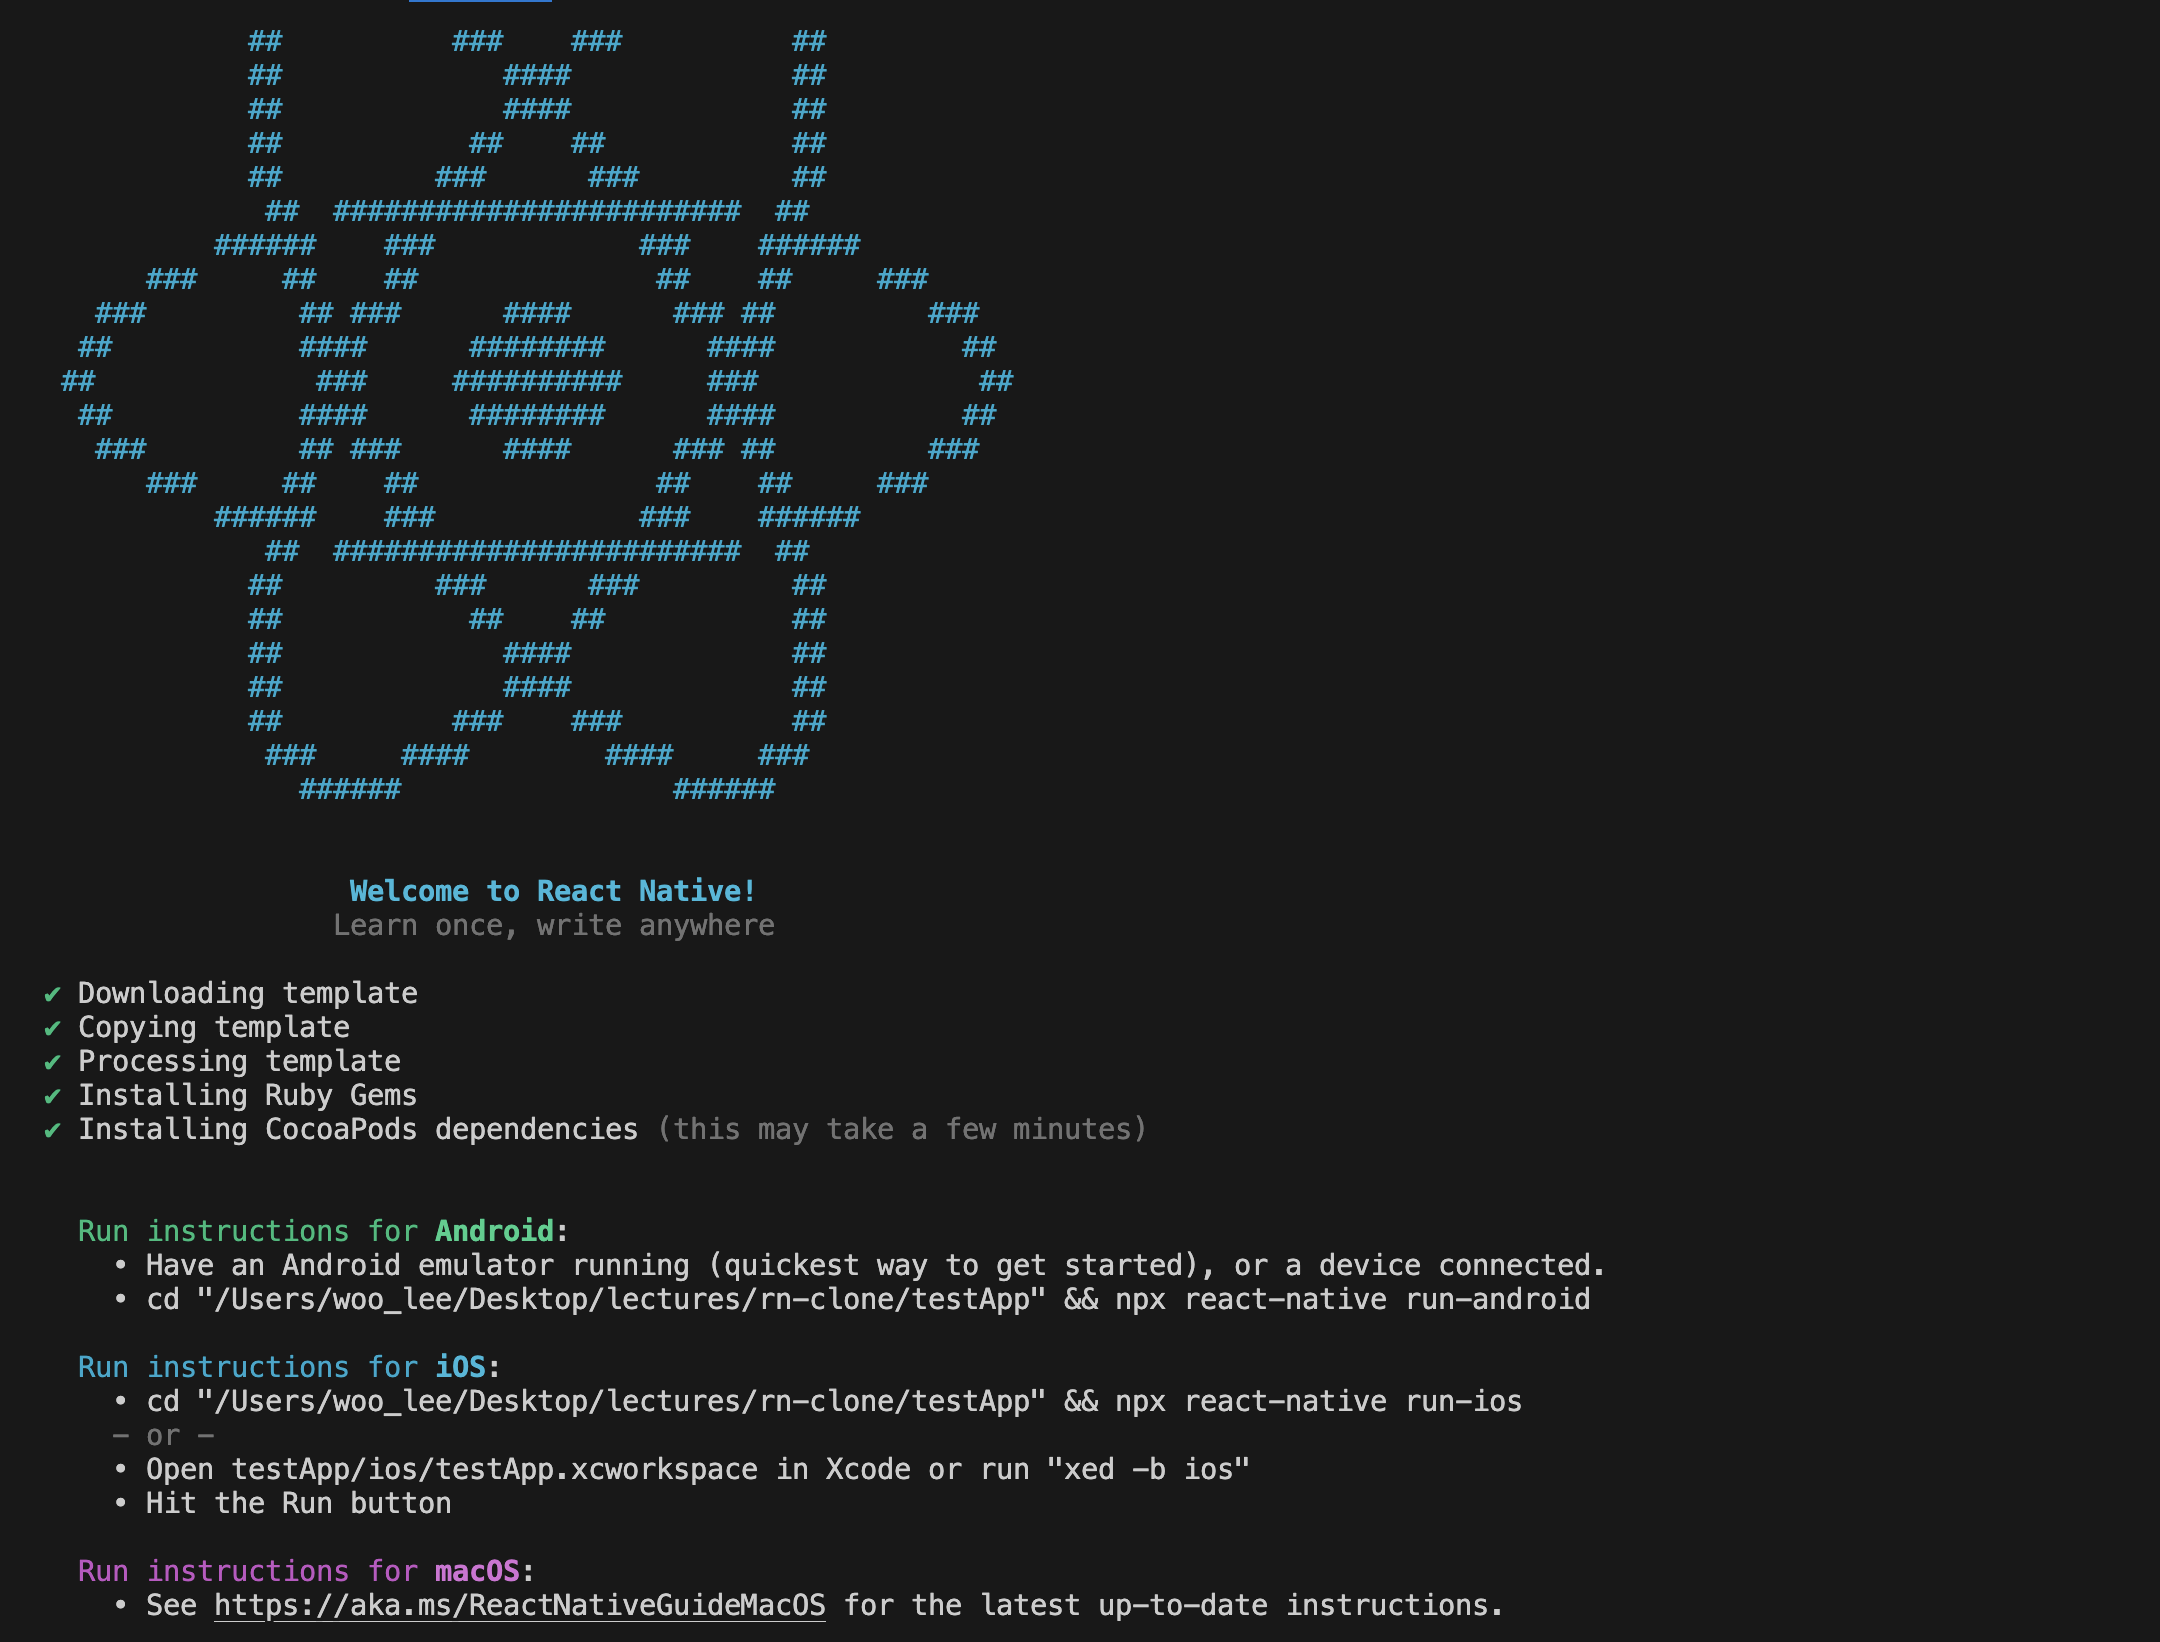 ##          ###    ###          ##
##             ####             ##
##             ####             ##
##           ##    ##           ##
##         ###      ###         ##
##  ########################  ##
######    ###            ###    ######
###     ##    ##              ##    ##     ###
###         ## ###      ####      ### ##         ###
##           ####      ########      ####           ##
##             ###     ##########     ###             ##
##           ####      ########      ####           ##
###         ## ###      ####      ### ##         ###
###     ##    ##              ##    ##     ###
######    ###            ###    ######
##  ########################  ##
##         ###      ###         ##
##           ##    ##           ##
##             ####             ##
##             ####             ##
##          ###    ###          ##
###     ####        ####     ###
######                ######
Welcome to React Native!
Learn once, write anywhere
✔ Downloading template
✔ Copying template
✔ Processing template
✔ Installing Ruby Gems
✔ Installing CocoaPods dependencies (this may take a few minutes)
Run instructions for Android:
• Have an Android emulator running (quickest way to get started), or a device connected.
• cd "/Users/woo_lee/Desktop/lectures/rn-clone/testApp" && npx react-native run-android
Run instructions for iOS:
• cd "/Users/woo_lee/Desktop/lectures/rn-clone/testApp" && npx react-native run-ios
- or -
• Open testApp/ios/testApp.xcworkspace in Xcode or run "xed -b ios"
• Hit the Run button
Run instructions for macOS:
• See https://aka.ms/ReactNativeGuideMacOS for the latest up-to-date instructions.